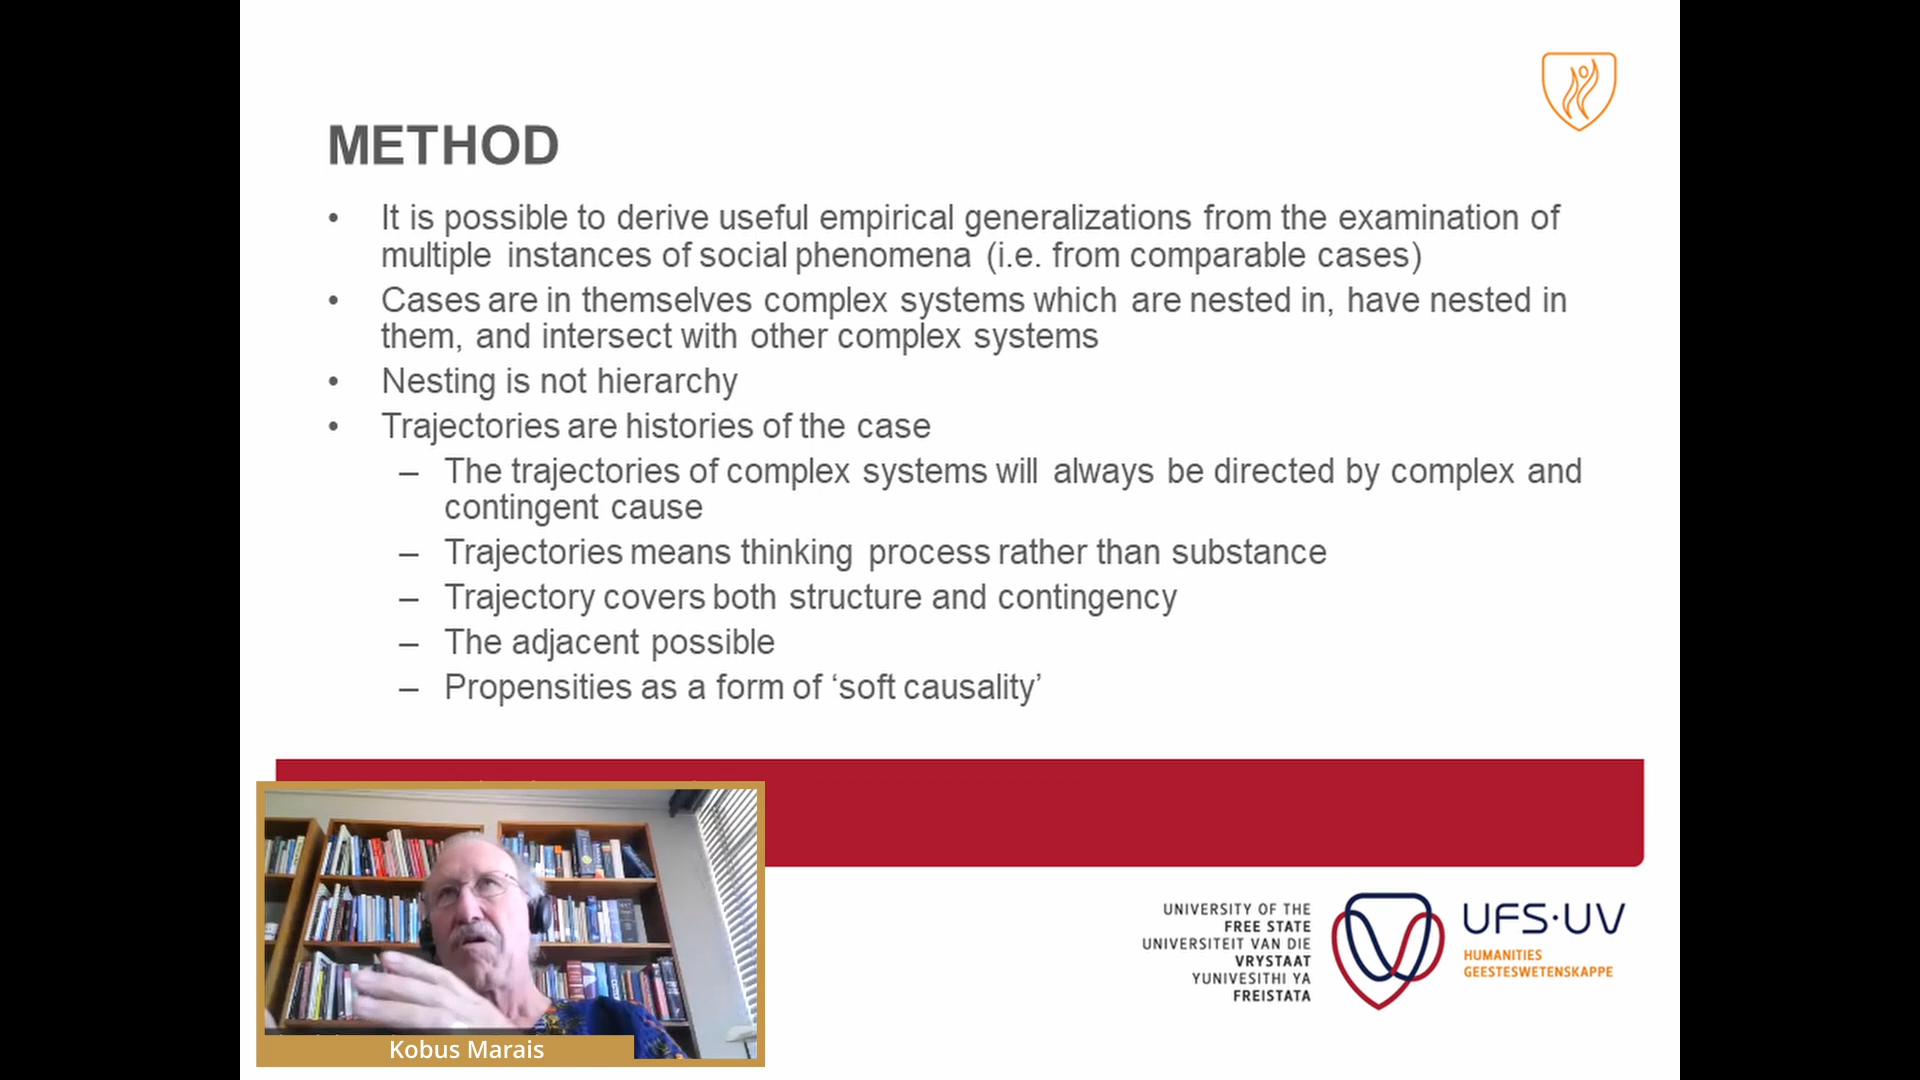 METHOD
• It is possible to derive useful empirical generalizations from the examination of
multiple instances of social phenomena (i.e. from comparable cases)
• Cases are in themselves complex systems which are nested in, have nested in
them, and intersect with other complex systems
• Nesting is not hierarchy
• Trajectories are histories of the case
– The trajectories of complex systems will always be directed by complex and
contingent cause
– Trajectories means thinking process rather than substance
– Trajectory covers both structure and contingency
– The adjacent possible
– Propensities as a form of ‘soft causality’
Kobus Marais
UNIVERSITY OF THE
FREE STATE
UNIVERSITEIT VAN DIE
VRYSTAAT
YUNIVESITHI YA
FREISTATA
UFS·UV
HUMANITIES
GEESTESWETENSKAPPE